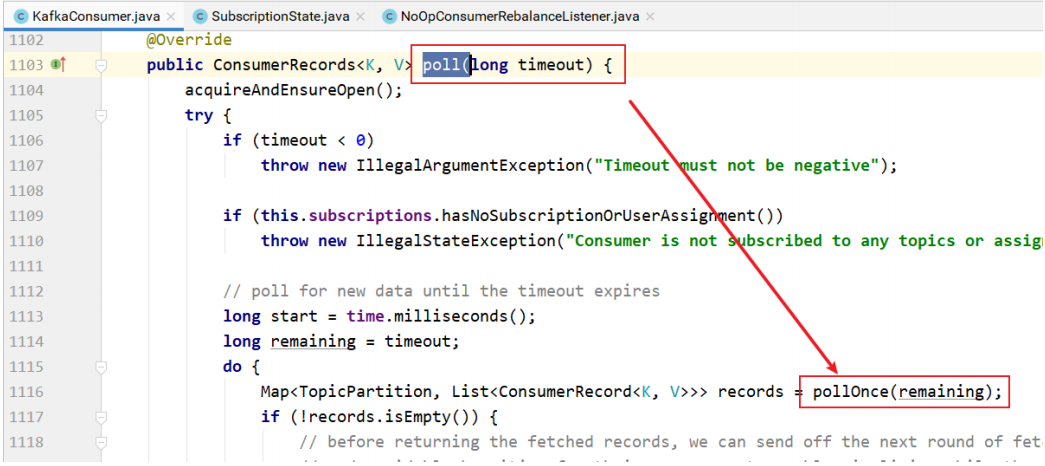 KafkaConsumer.java × SubscriptionState.java × NoOpConsumerRebalanceListener.java ×
1102 @Override
1103 public ConsumerRecords<K, V> poll(long timeout) {
1104 acquireAndEnsureOpen();
1105 try {
1106 if (timeout < 0)
1107 throw new IllegalArgumentException("Timeout must not be negative");
1108
1109 if (this.subscriptions.hasNoSubscriptionOrUserAssignment())
1110 throw new IllegalStateException("Consumer is not subscribed to any topics or assig
1111
1112 // poll for new data until the timeout expires
1113 long start = time.milliseconds();
1114 long remaining = timeout;
1115 do {
1116 Map<TopicPartition, List<ConsumerRecord<K, V>>> records = pollOnce(remaining);
1117 if (!records.isEmpty()) {
1118 // before returning the fetched records, we can send off the next round of fet